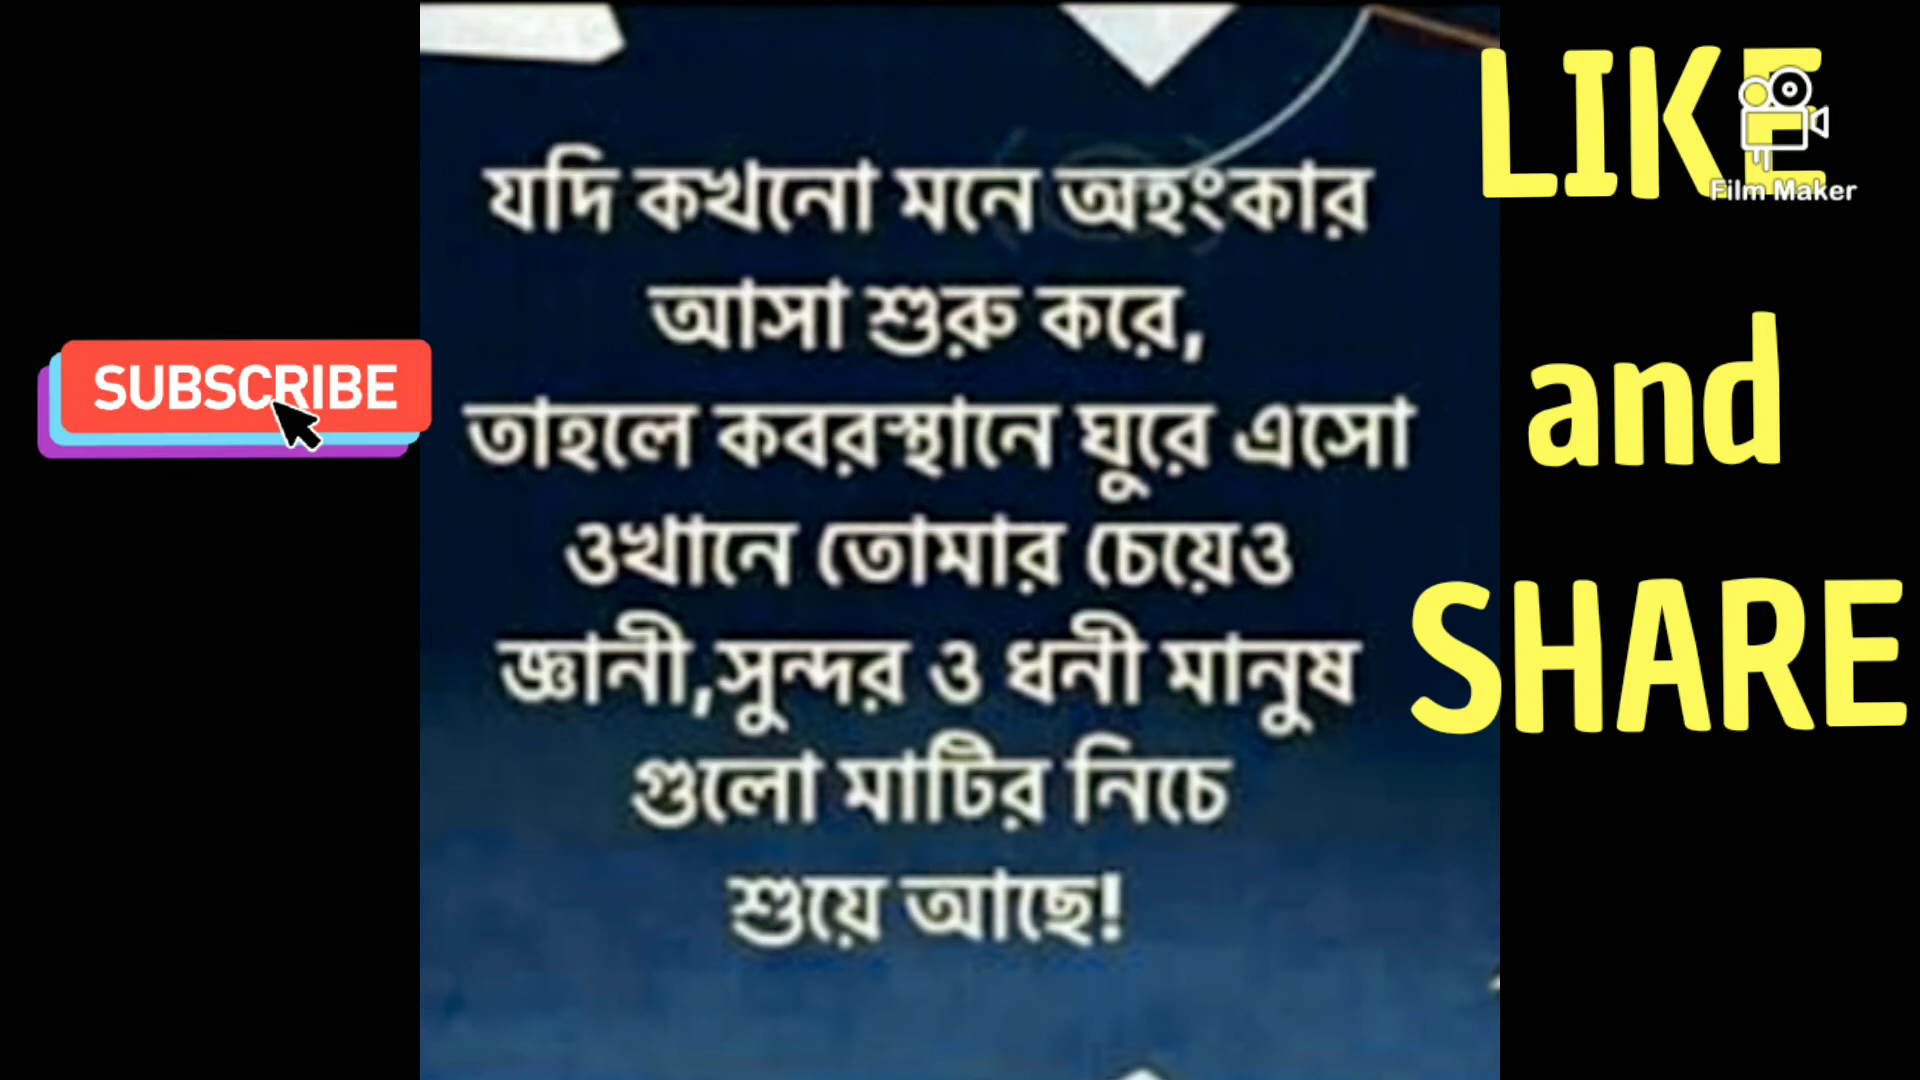 যদি কখনো মনে অহংকার
আসা শুরু করে,
তাহলে কবরস্থানে ঘুরে এসো
ওখানে তোমার চেয়েও
জ্ঞানী,সুন্দর ও ধনী মানুষ
গুলো মাটির নিচে
শুয়ে আছে!
SUBSCRIBE
LIKE
Film Maker
and
SHARE